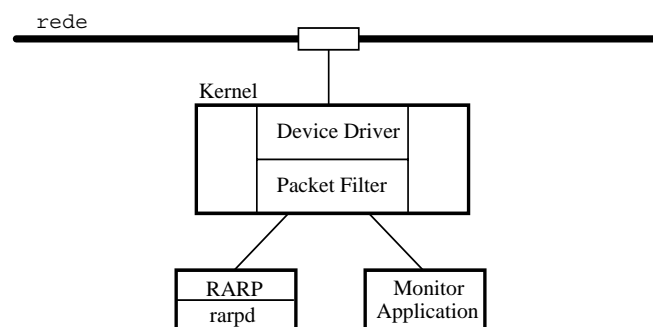 rede
Kernel
Device Driver
Packet Filter
RARP
rarpd
Monitor
Application